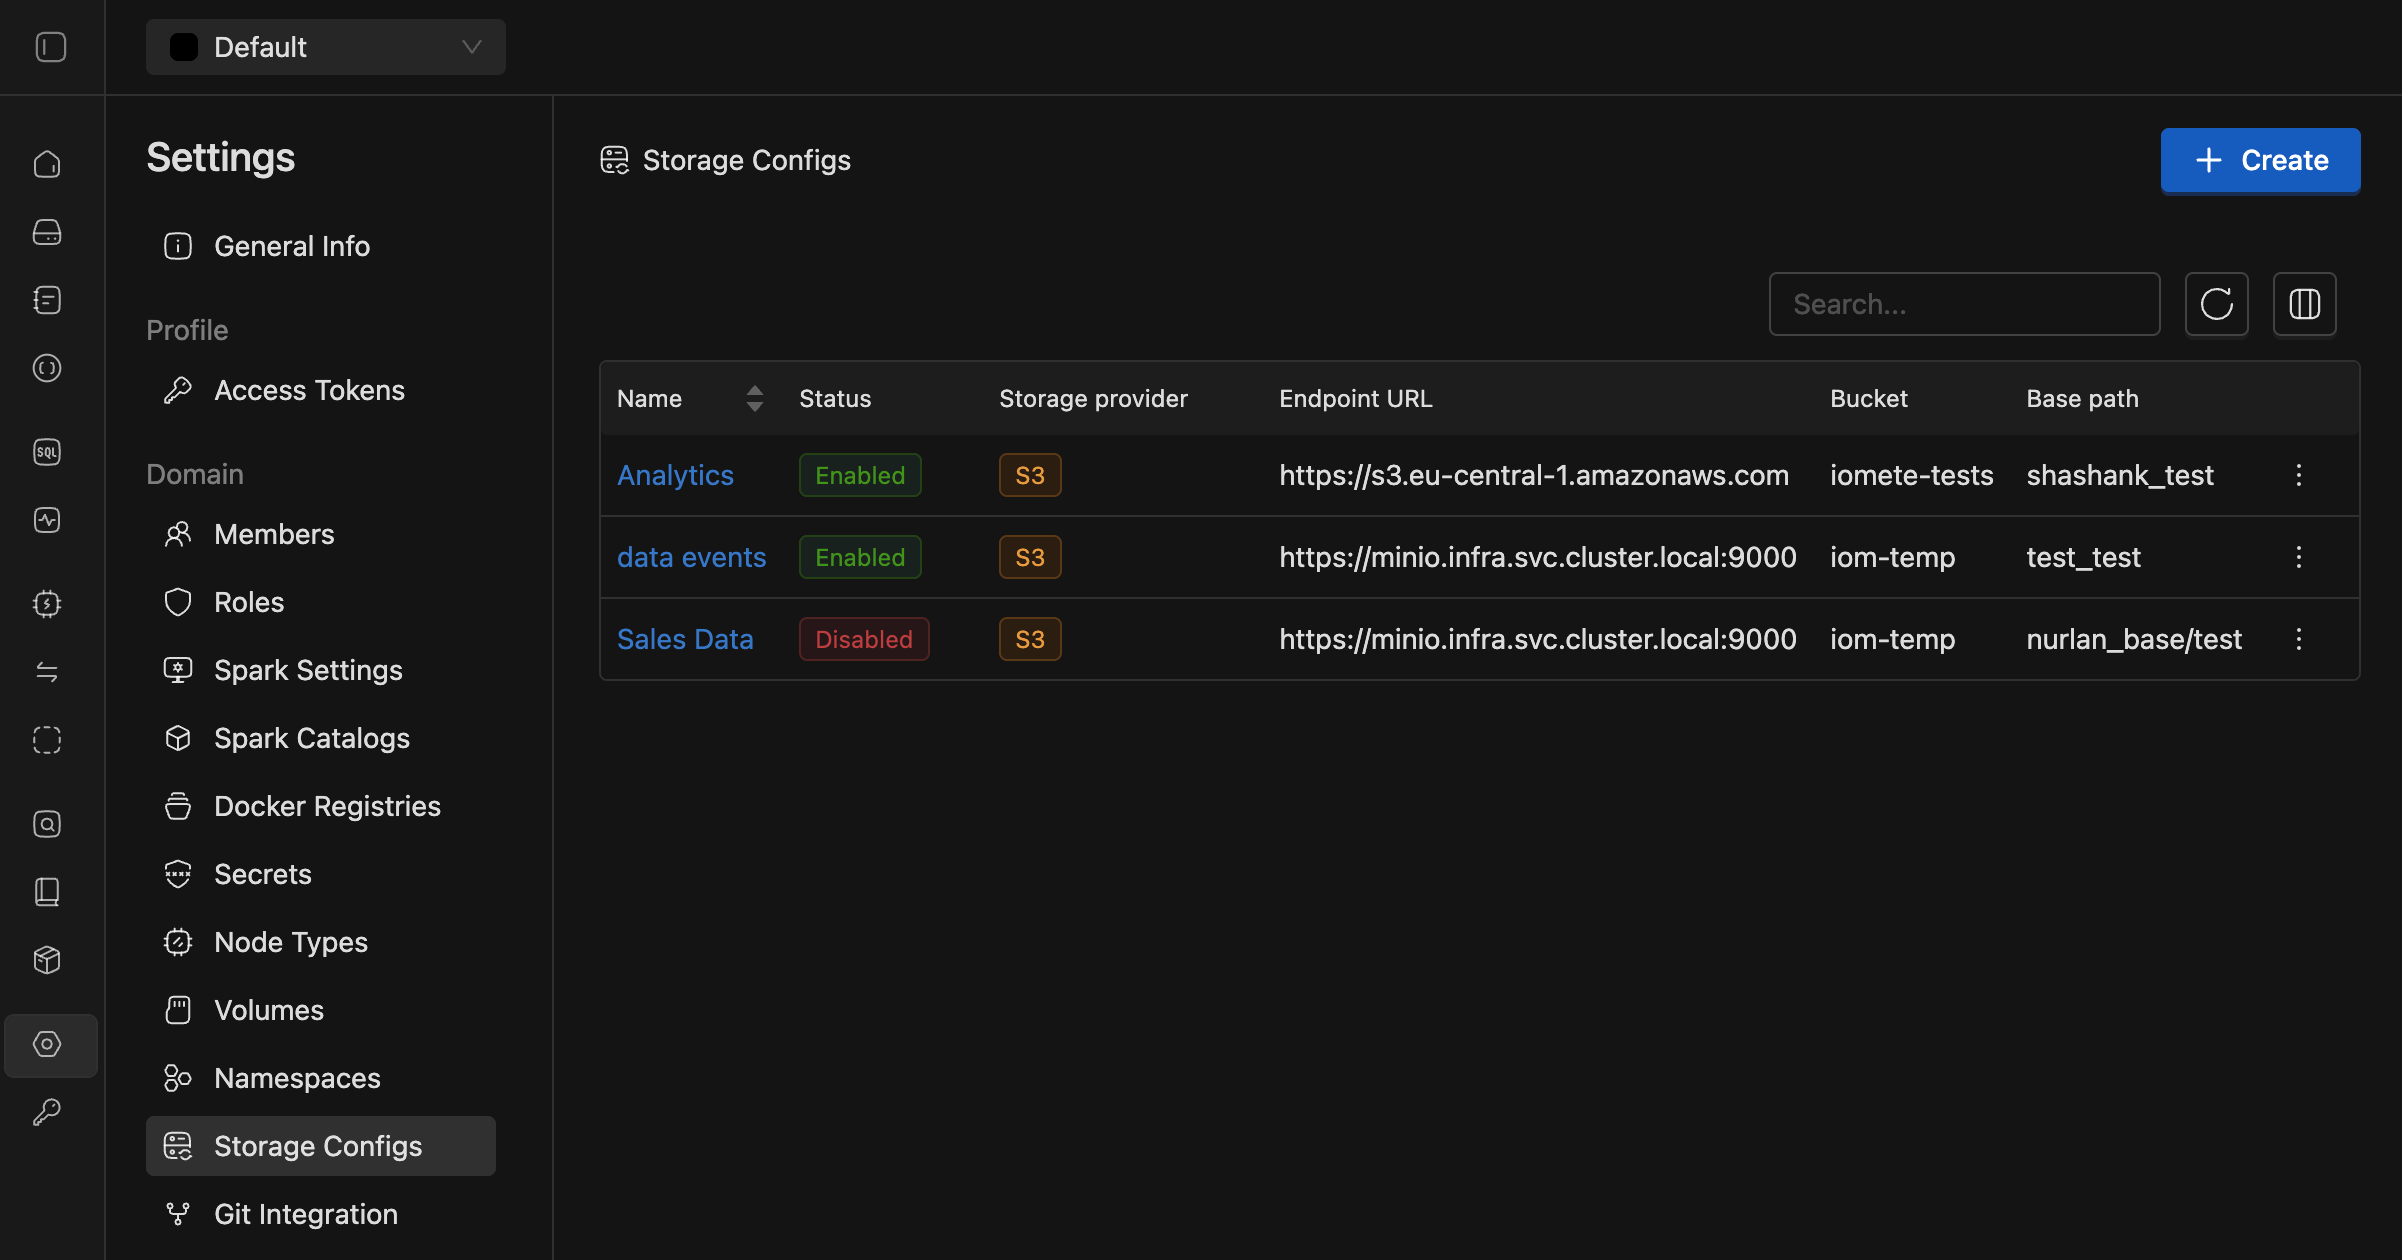 Default
Settings
General Info
Profile
Access Tokens
Domain
Members
Roles
Spark Settings
Spark Catalogs
Docker Registries
Secrets
Node Types
Volumes
Namespaces
Storage Configs
Git Integration
SQL
Storage Configs
Create
Search...
Name Status Storage provider Endpoint URL Bucket Base path
Analytics Enabled S3 https://s3.eu-central-1.amazonaws.com iomete-tests shashank_test
data events Enabled S3 https://minio.infra.svc.cluster.local:9000 iom-temp test_test
Sales Data Disabled S3 https://minio.infra.svc.cluster.local:9000 iom-temp nurlan_base/test